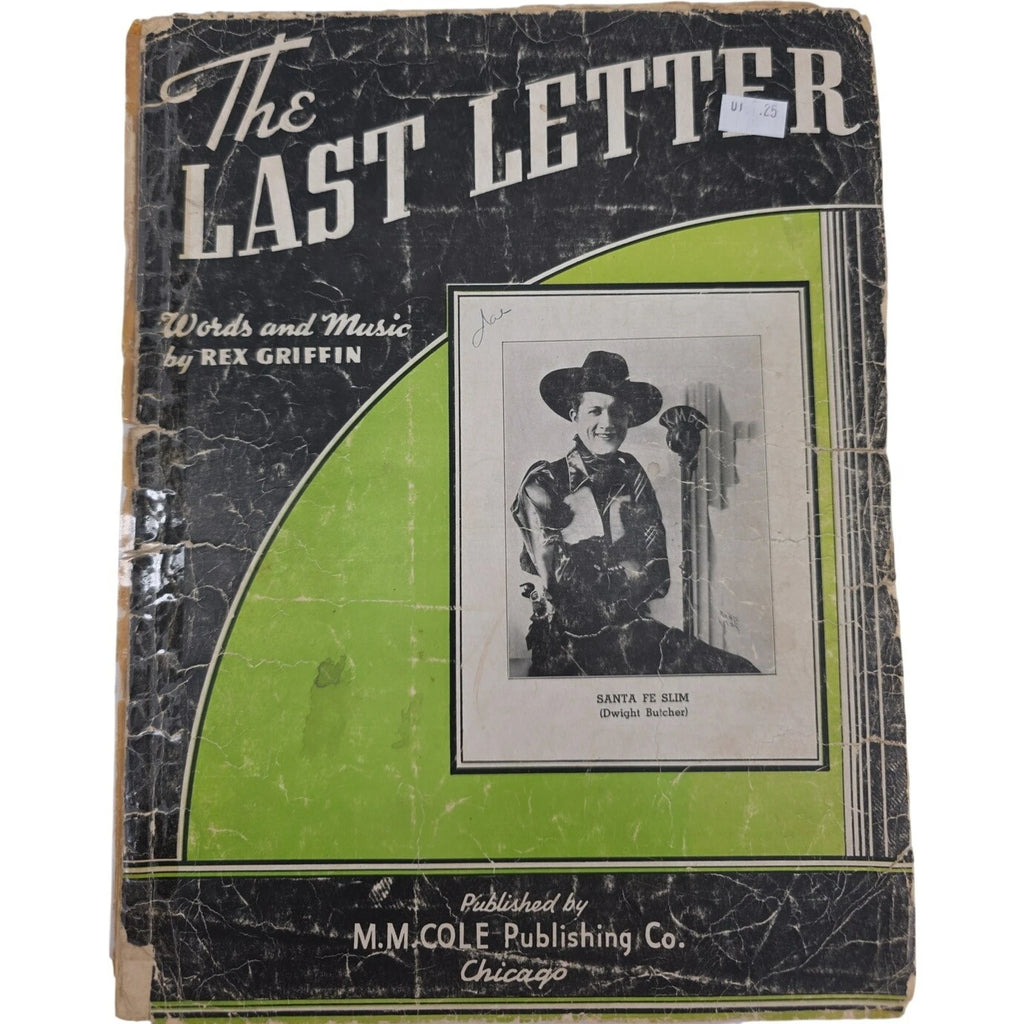 The
LAST LETTER
U1 .25
Words and Music
by REX GRIFFIN
SANTA FE SLIM
(Dwight Butcher)
Published by
M.M. COLE Publishing Co.
Chicago